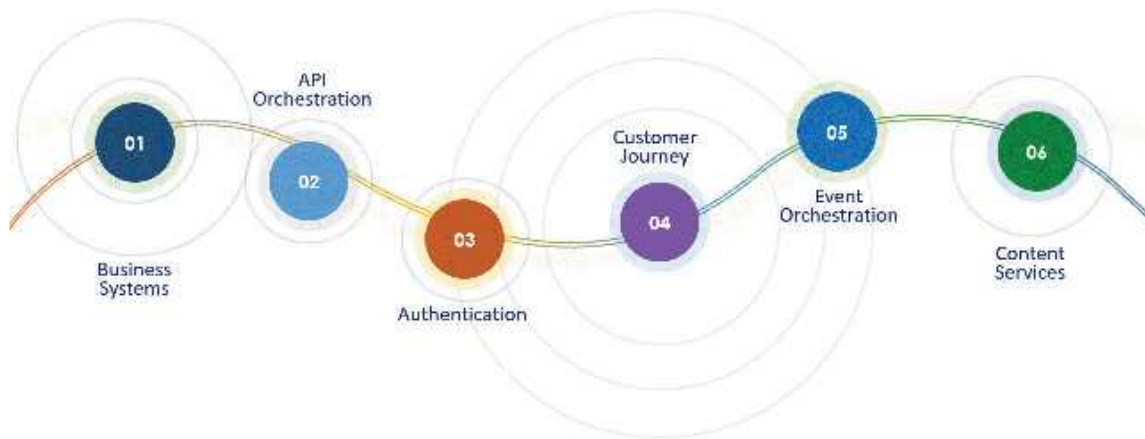 01
Business
Systems
API
Orchestration
02
03
Authentication
Customer
Journey
04
05
Event
Orchestration
06
Content
Services